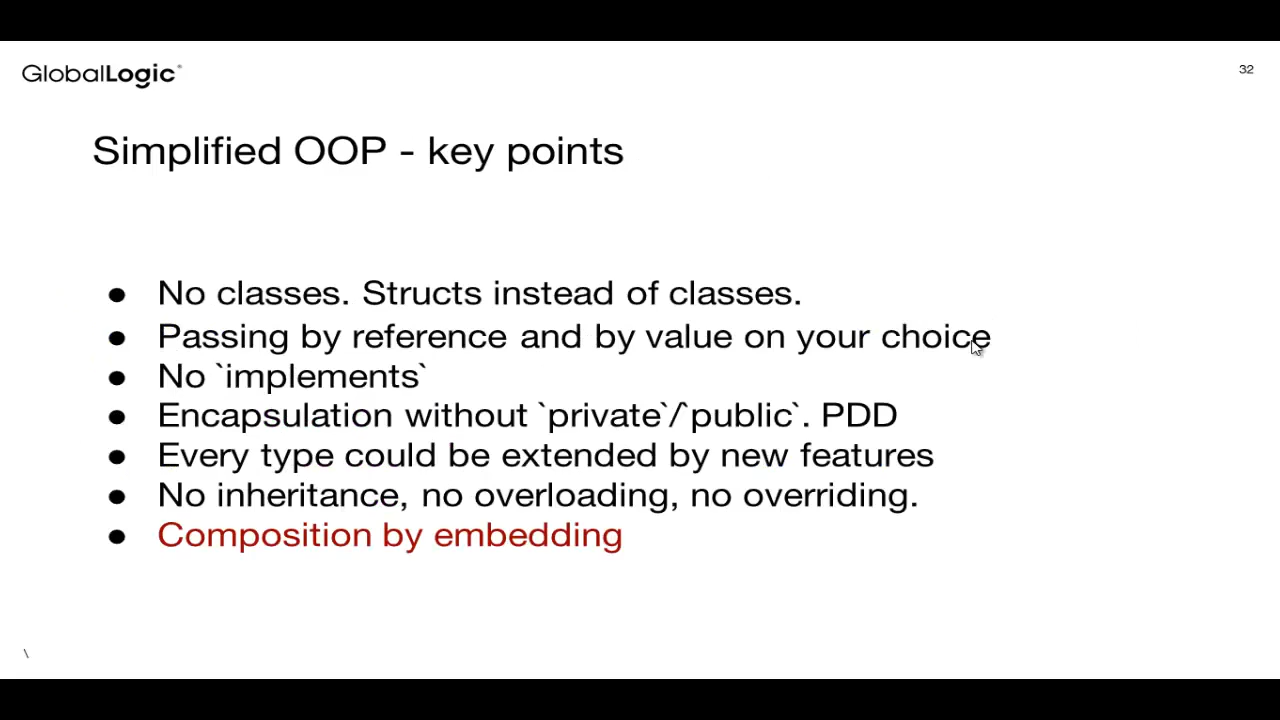 GlobalLogic
32
Simplified OOP - key points
● No classes. Structs instead of classes.
● Passing by reference and by value on your choice
● No `implements`
● Encapsulation without `private`/`public`. PDD
● Every type could be extended by new features
● No inheritance, no overloading, no overriding.
● Composition by embedding
\